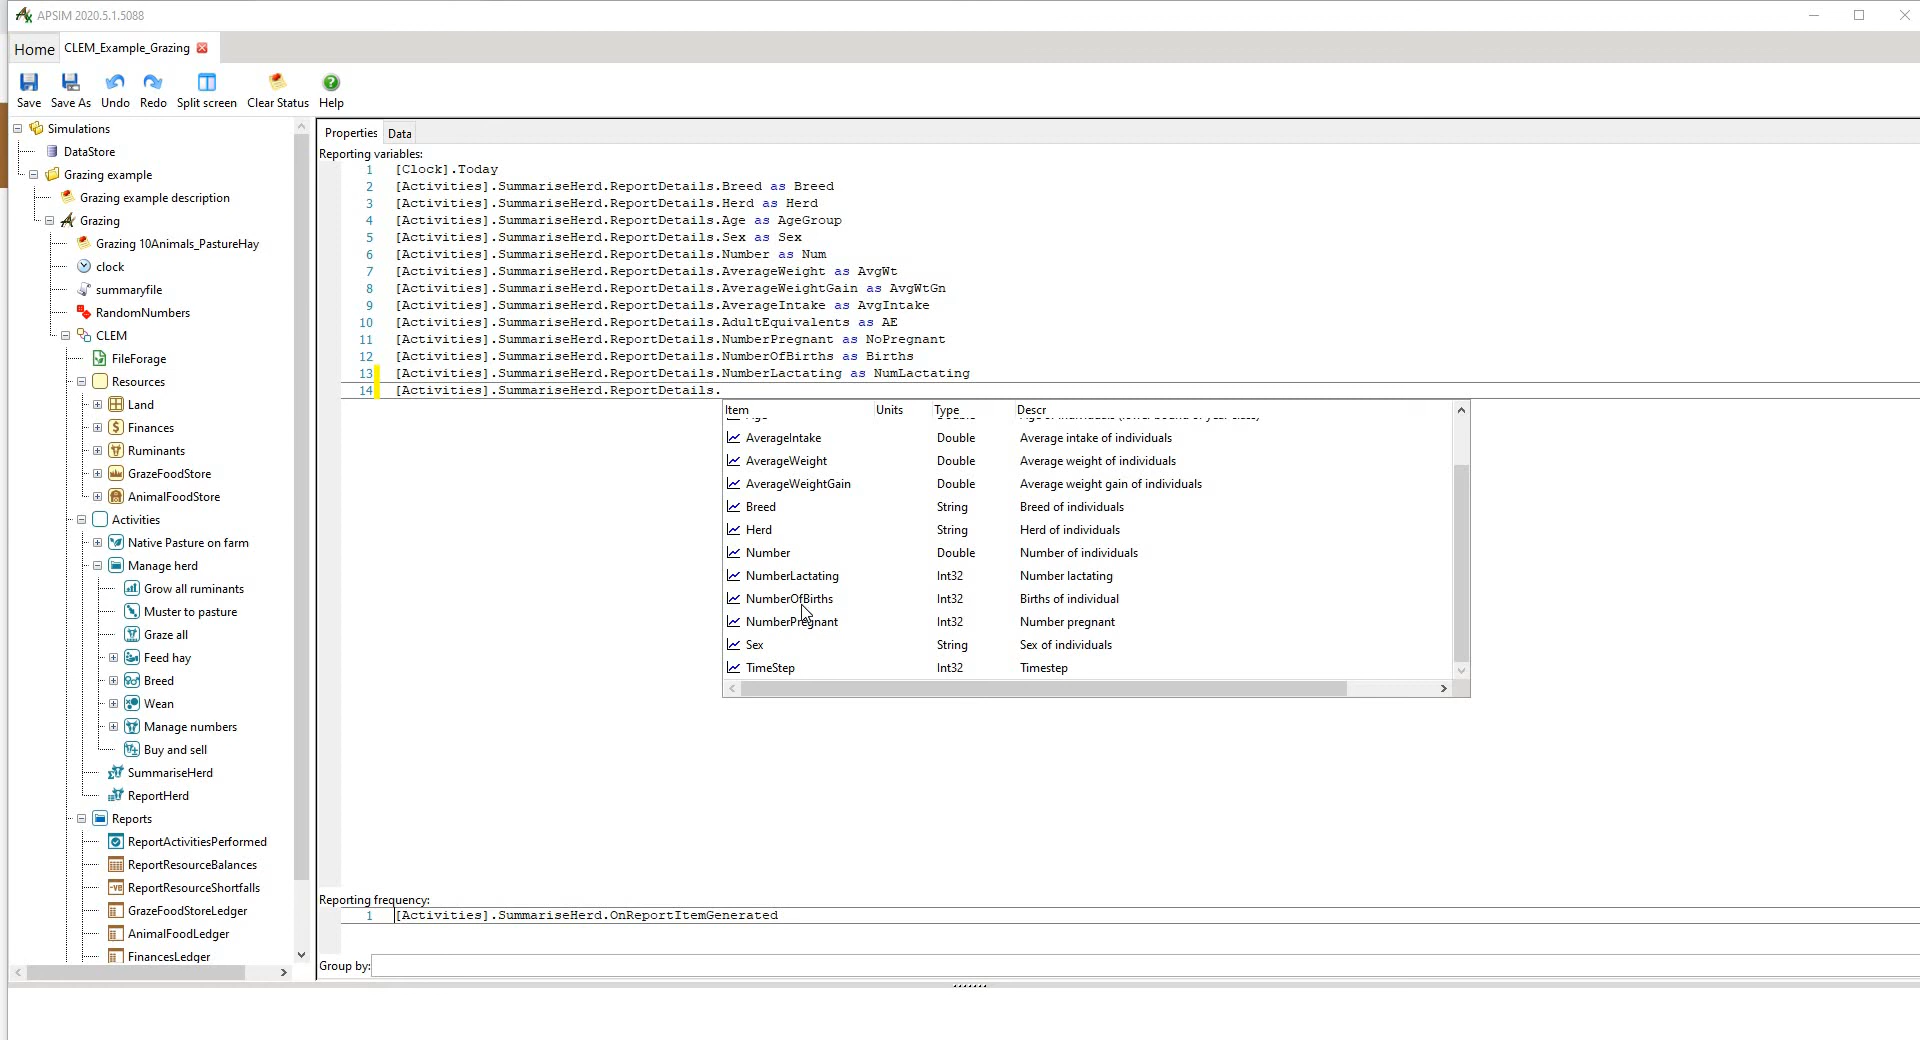 APSIM 2020.5.1.5088
Home CLEM_Example_Grazing
Save Save As Undo Redo Split screen Clear Status Help
Simulations
DataStore
Grazing example
Grazing example description
Grazing
Grazing 10Animals_PastureHay
clock
summaryfile
RandomNumbers
CLEM
FileForage
Resources
Land
Finances
Ruminants
GrazeFoodStore
AnimalFoodStore
Activities
Native Pasture on farm
Manage herd
Grow all ruminants
Muster to pasture
Graze all
Feed hay
Breed
Wean
Manage numbers
Buy and sell
SummariseHerd
ReportHerd
Reports
ReportActivitiesPerformed
ReportResourceBalances
ReportResourceShortfalls
GrazeFoodStoreLedger
AnimalFoodLedger
FinancesLedger
Properties Data
Reporting variables:
1 [Clock].Today
2 [Activities].SummariseHerd.ReportDetails.Breed as Breed
3 [Activities].SummariseHerd.ReportDetails.Herd as Herd
4 [Activities].SummariseHerd.ReportDetails.Age as AgeGroup
5 [Activities].SummariseHerd.ReportDetails.Sex as Sex
6 [Activities].SummariseHerd.ReportDetails.Number as Num
7 [Activities].SummariseHerd.ReportDetails.AverageWeight as AvgWt
8 [Activities].SummariseHerd.ReportDetails.AverageWeightGain as AvgWtGn
9 [Activities].SummariseHerd.ReportDetails.AverageIntake as AvgIntake
10 [Activities].SummariseHerd.ReportDetails.AdultEquivalents as AE
11 [Activities].SummariseHerd.ReportDetails.NumberPregnant as NoPregnant
12 [Activities].SummariseHerd.ReportDetails.NumberOfBirths as Births
13 [Activities].SummariseHerd.ReportDetails.NumberLactating as NumLactating
14 [Activities].SummariseHerd.ReportDetails.
Item Units Type Descr
AverageIntake Double Average intake of individuals
AverageWeight Double Average weight of individuals
AverageWeightGain Double Average weight gain of individuals
Breed String Breed of individuals
Herd String Herd of individuals
Number Double Number of individuals
NumberLactating Int32 Number lactating
NumberOfBirths Int32 Births of individual
NumberPregnant Int32 Number pregnant
Sex String Sex of individuals
TimeStep Int32 Timestep
Reporting frequency:
1 [Activities].SummariseHerd.OnReportItemGenerated
Group by: